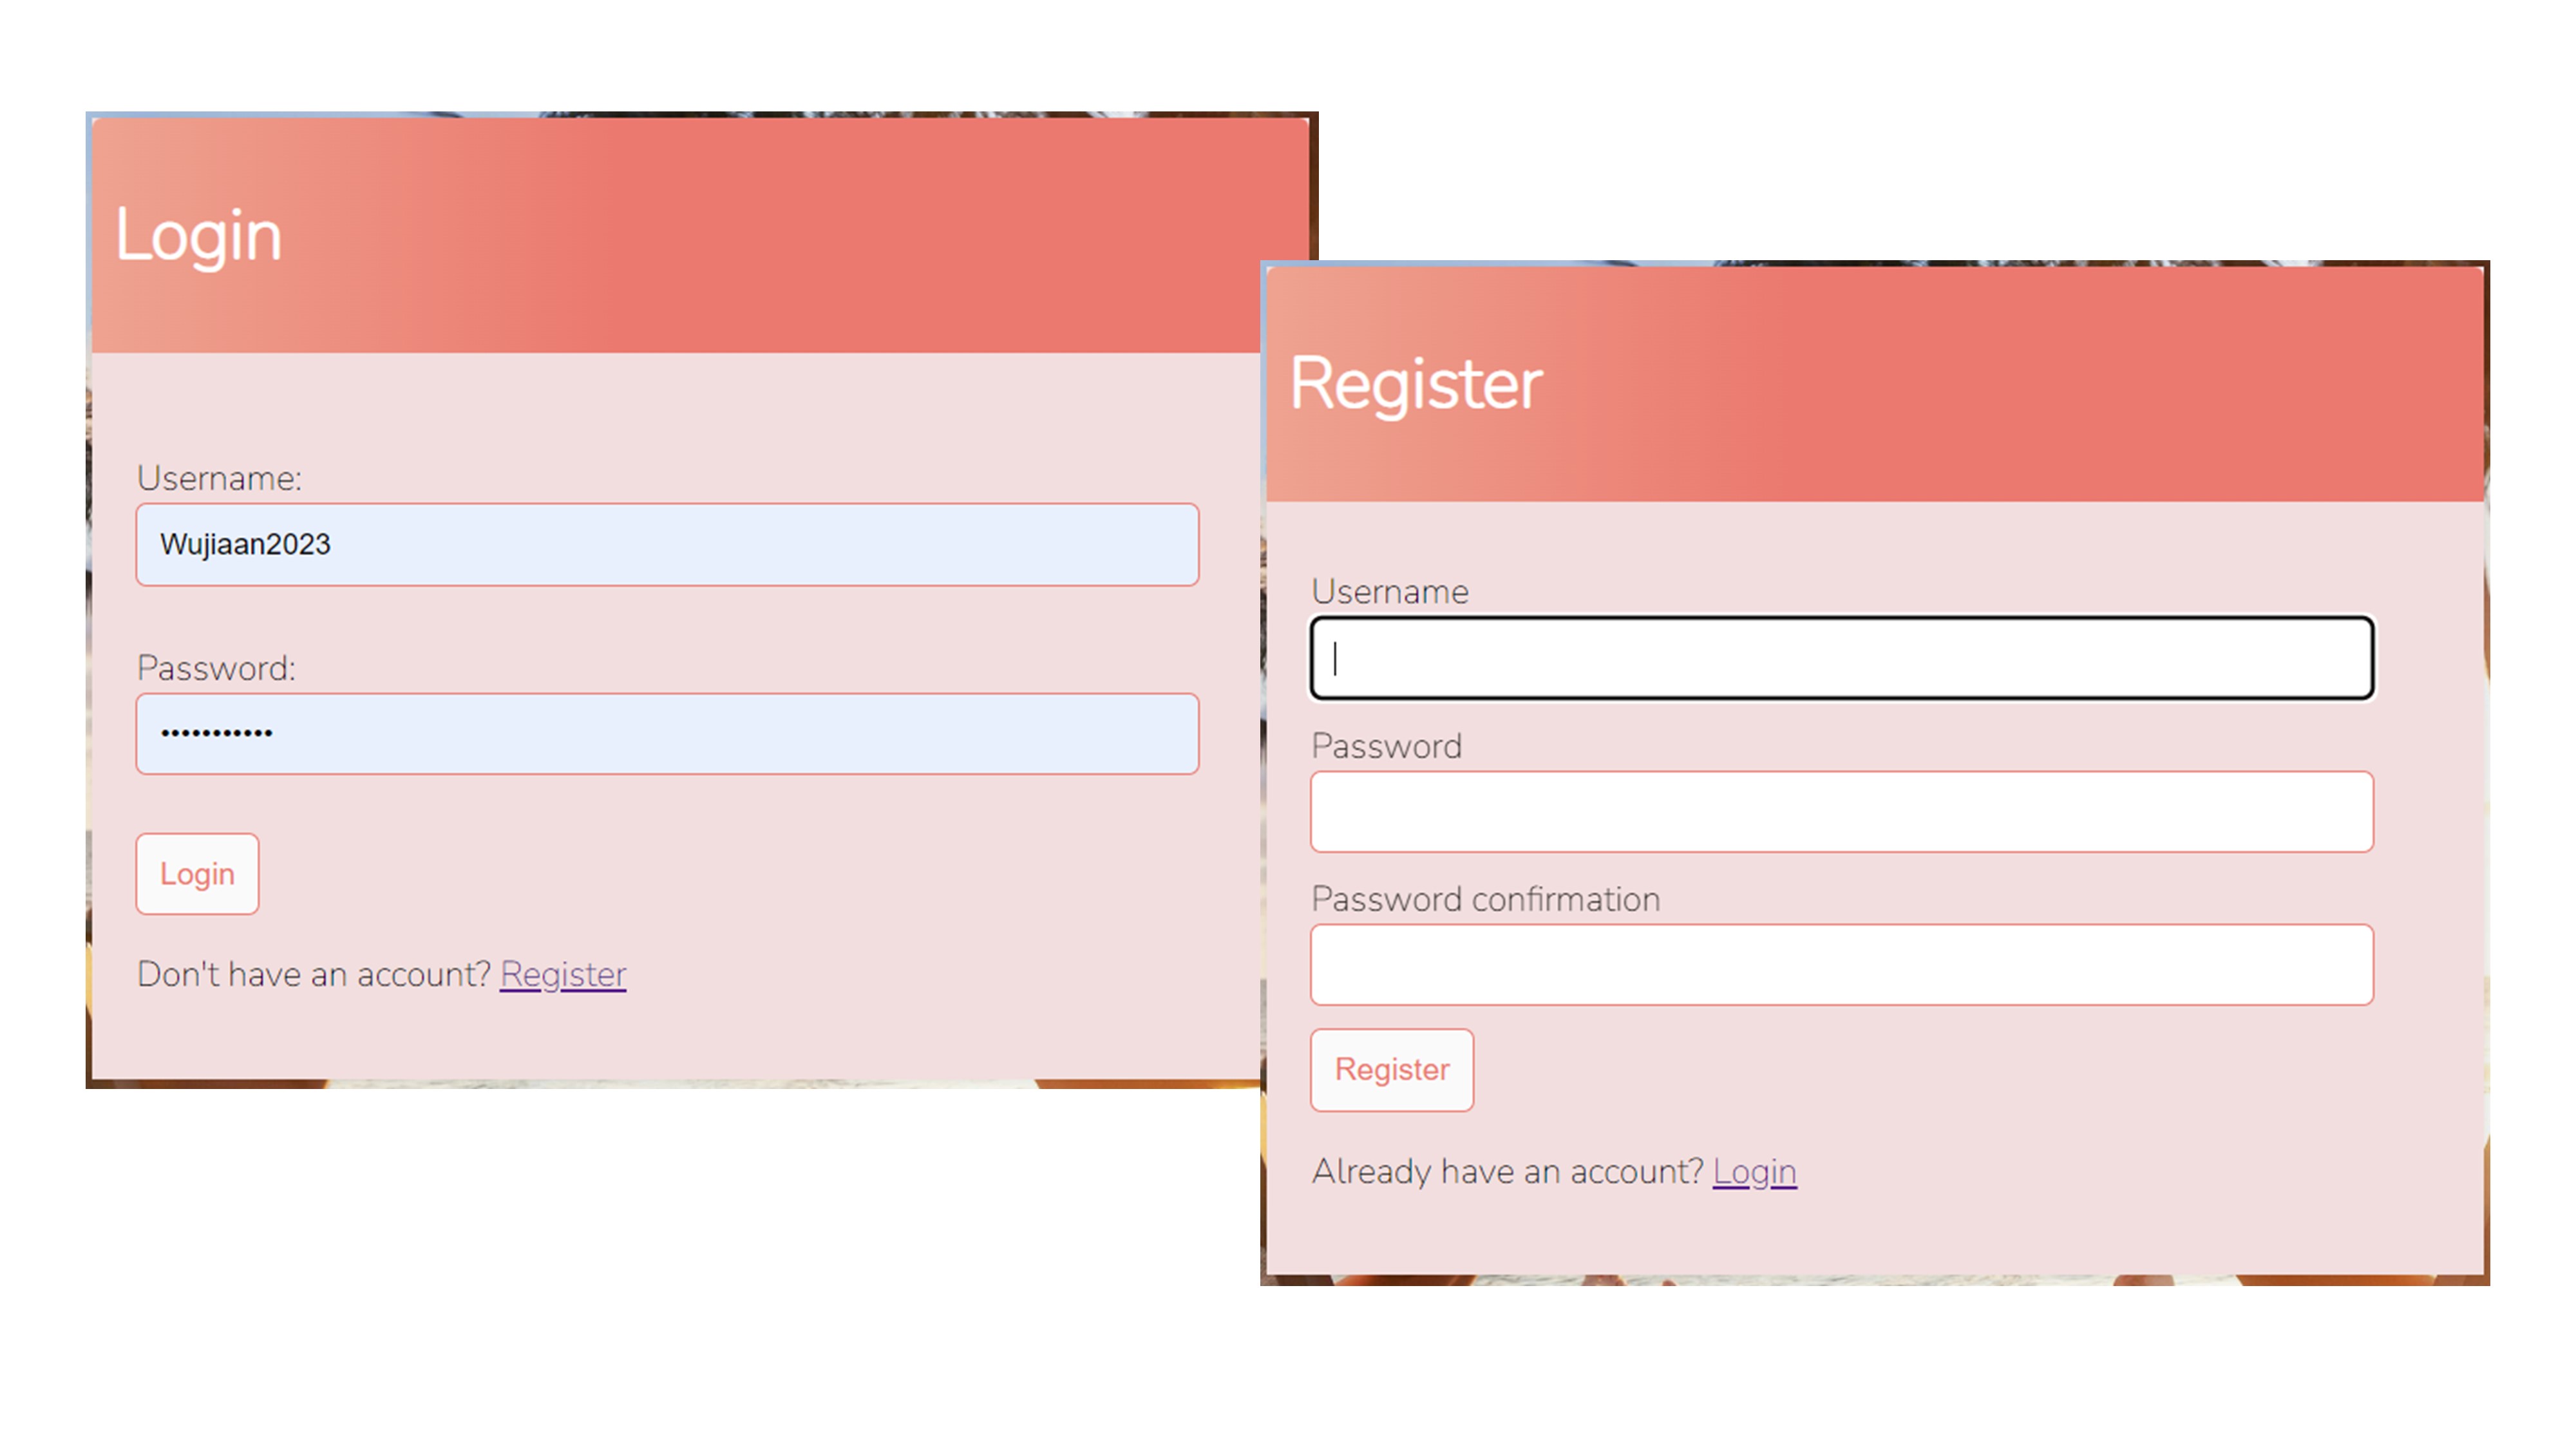 Login
Username:
Wujiaan2023
Password:
•••••••••••
Login
Don't have an account? Register
Register
Username
Password
Password confirmation
Register
Already have an account? Login